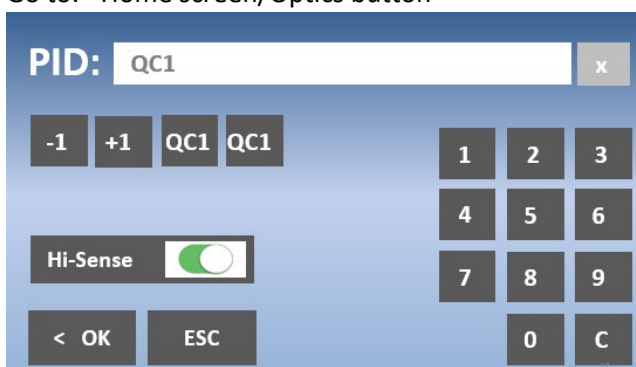 Go to: Home screen/Optics button
PID: QC1 x
-1 +1 QC1 QC1
1 2 3
4 5 6
Hi-Sense
7 8 9
< OK ESC
0 C